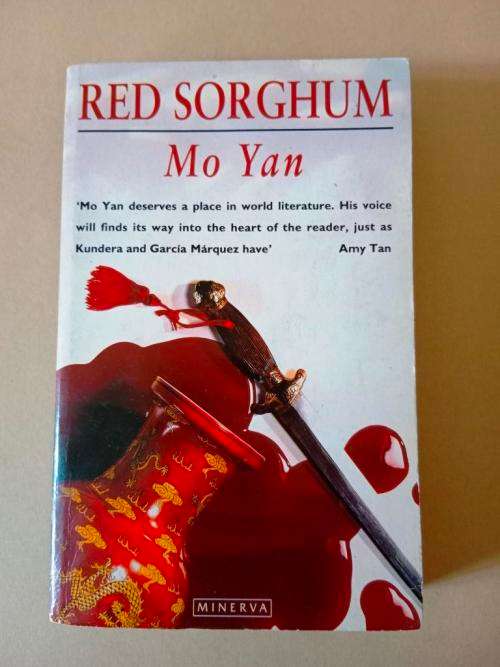 RED SORGHUM
Mo Yan
'Mo Yan deserves a place in world literature. His voice
will finds its way into the heart of the reader, just as
Kundera and García Márquez have' Amy Tan
MINERVA